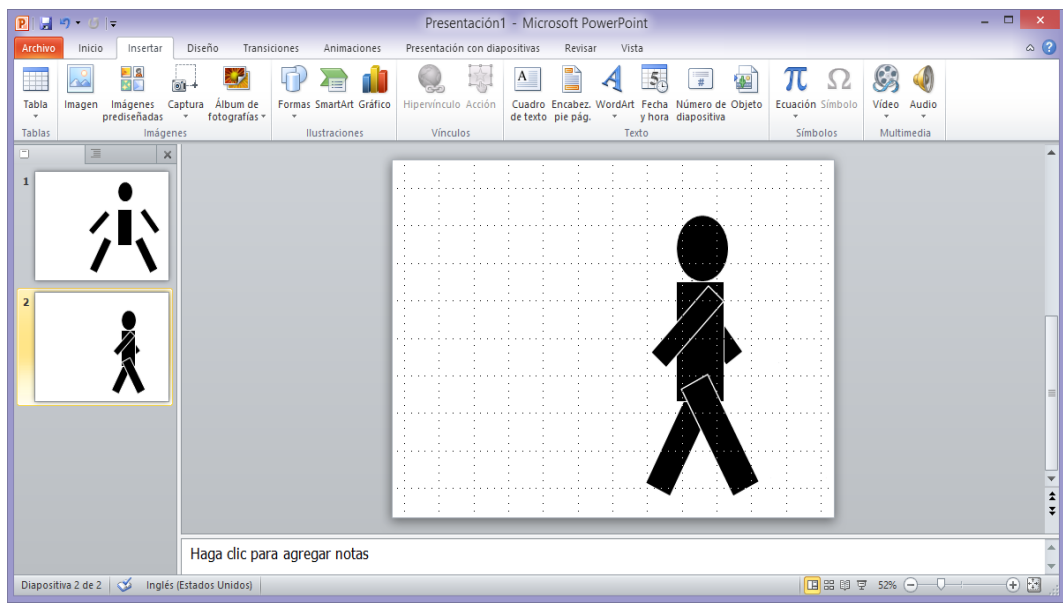 Presentación1 - Microsoft PowerPoint
Archivo Inicio Insertar Diseño Transiciones Animaciones Presentación con diapositivas Revisar Vista
Tabla Imagen Imágenes Captura Álbum de Formas SmartArt Gráfico Hipervínculo Acción Cuadro Encabez. WordArt Fecha Número de Objeto Ecuación Símbolo Vídeo Audio
prediseñadas fotografías de texto pie pág. y hora diapositiva
Tablas Imágenes Ilustraciones Vínculos Texto Símbolos Multimedia
1
2
Haga clic para agregar notas
Diapositiva 2 de 2 Inglés (Estados Unidos) 52%